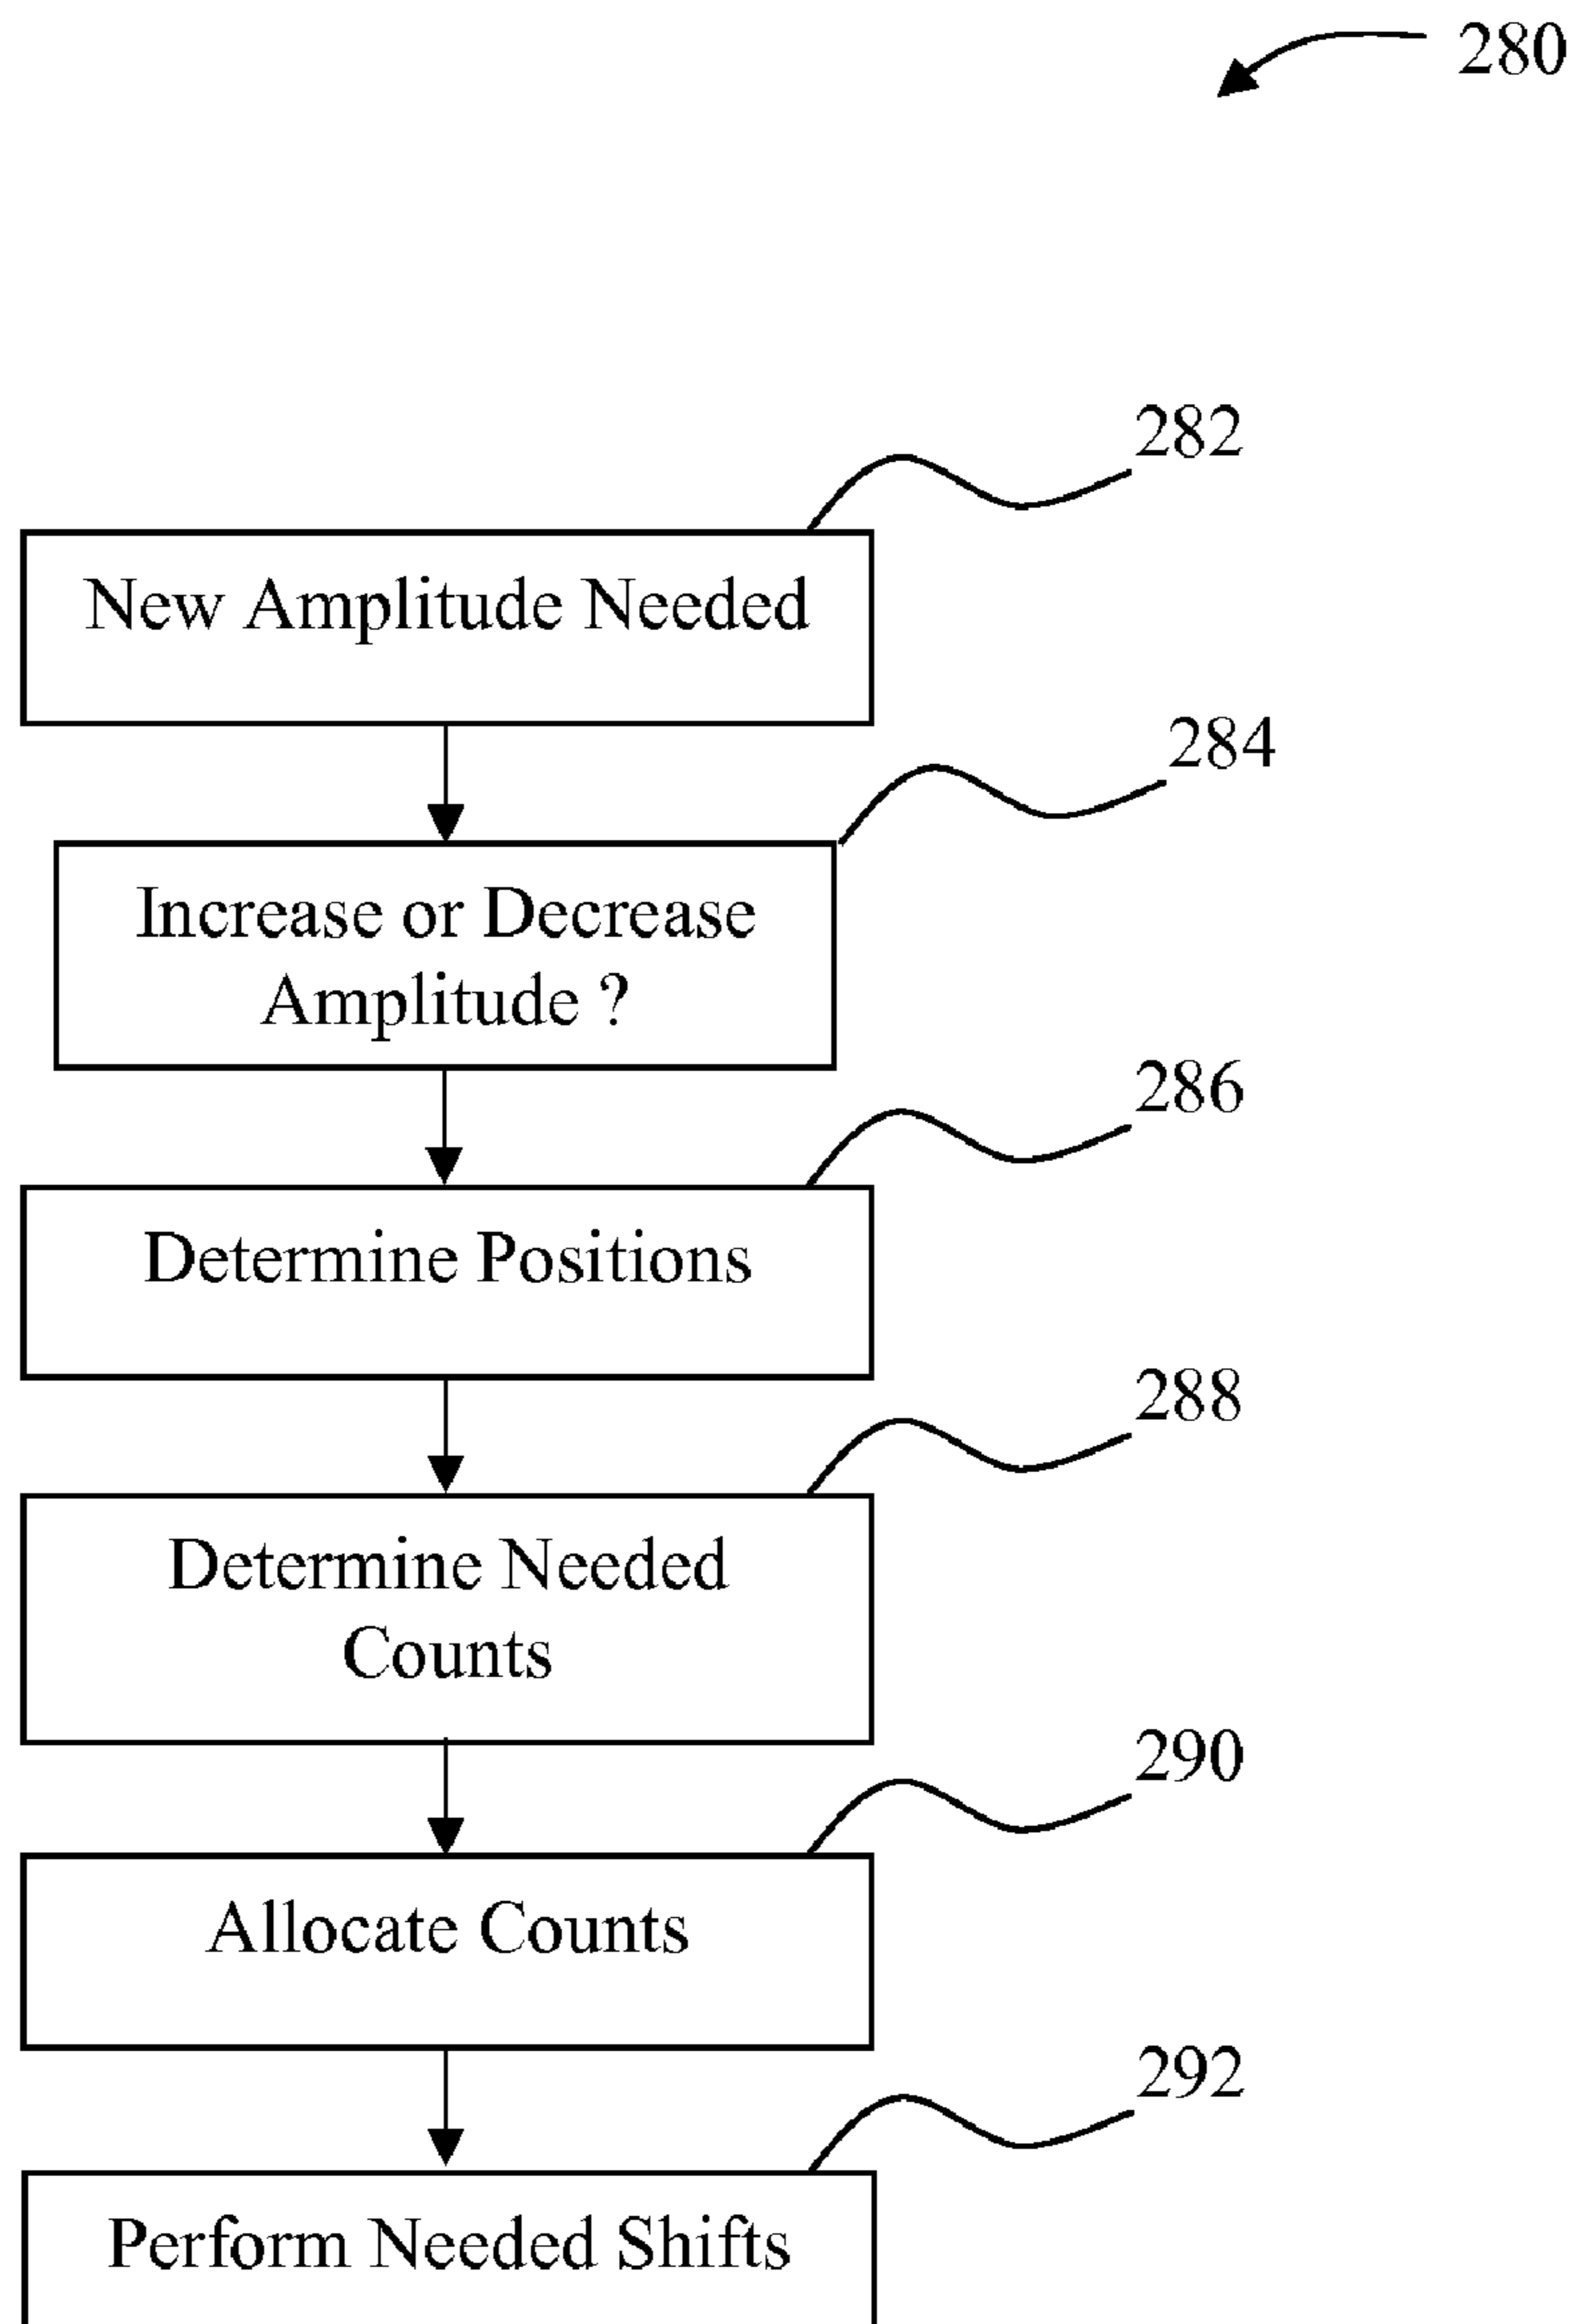 280
282
New Amplitude Needed
284
Increase or Decrease
Amplitude ?
286
Determine Positions
288
Determine Needed
Counts
290
Allocate Counts
292
Perform Needed Shifts